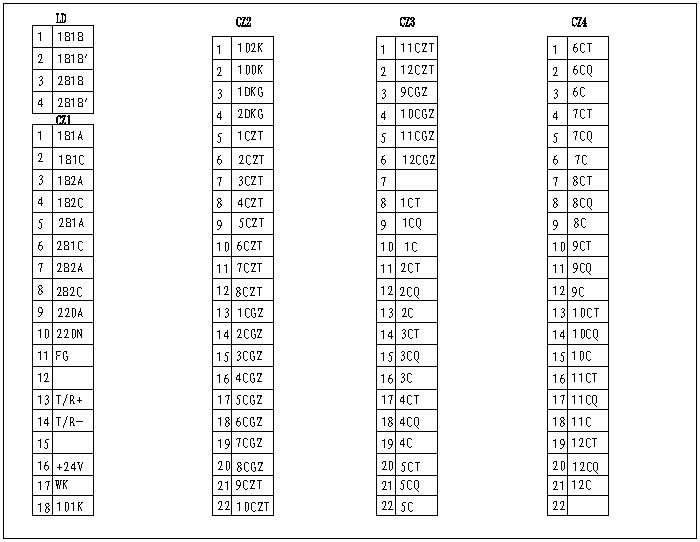 LD
1 1B1B
2 1B1B'
3 2B1B
4 2B1B'
CZ1
1 1B1A
2 1B1C
3 1B2A
4 1B2C
5 2B1A
6 2B1C
7 2B2A
8 2B2C
9 220A
10 220N
11 FG
12
13 T/R+
14 T/R-
15
16 +24V
17 WK
18 101K
CZ2
1 102K
2 100K
3 1DKG
4 2DKG
5 1CZT
6 2CZT
7 3CZT
8 4CZT
9 5CZT
10 6CZT
11 7CZT
12 8CZT
13 1CGZ
14 2CGZ
15 3CGZ
16 4CGZ
17 5CGZ
18 6CGZ
19 7CGZ
20 8CGZ
21 9CZT
22 10CZT
CZ3
1 11CZT
2 12CZT
3 9CGZ
4 10CGZ
5 11CGZ
6 12CGZ
7
8 1CT
9 1CQ
10 1C
11 2CT
12 2CQ
13 2C
14 3CT
15 3CQ
16 3C
17 4CT
18 4CQ
19 4C
20 5CT
21 5CQ
22 5C
CZ4
1 6CT
2 6CQ
3 6C
4 7CT
5 7CQ
6 7C
7 8CT
8 8CQ
9 8C
10 9CT
11 9CQ
12 9C
13 10CT
14 10CQ
15 10C
16 11CT
17 11CQ
18 11C
19 12CT
20 12CQ
21 12C
22